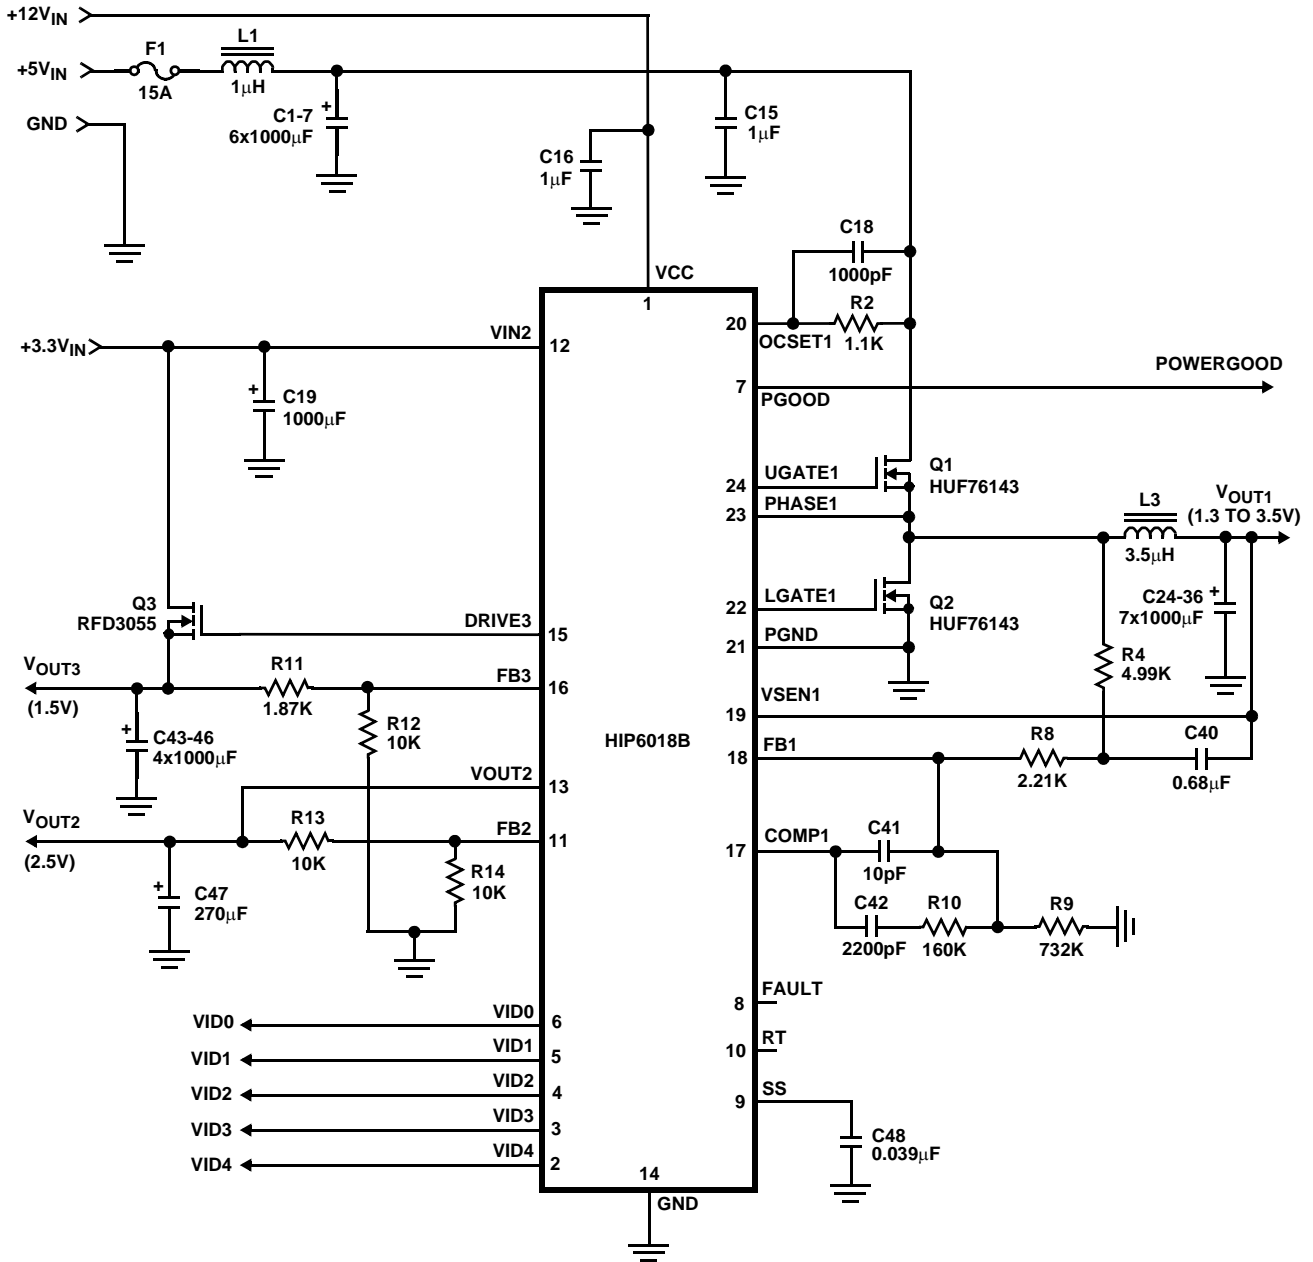 +12VIN
F1
L1
+5VIN
15A
1μH
+
C1-7
6x1000μF
C15
1μF
GND
C16
1μF
C18
1000pF
VCC
1
R2
20
OCSET1
1.1K
+3.3VIN
VIN2
12
POWERGOOD
7
PGOOD
+
C19
1000μF
Q1
HUF76143
UGATE1
24
PHASE1
23
L3
3.5μH
VOUT1
(1.3 TO 3.5V)
Q3
RFD3055
DRIVE3
15
LGATE1
22
Q2
HUF76143
C24-36
7x1000μF
+
PGND
21
R4
4.99K
VOUT3
(1.5V)
R11
1.87K
FB3
16
VSEN1
19
+
C43-46
4x1000μF
R12
10K
HIP6018B
FB1
18
R8
2.21K
C40
0.68μF
VOUT2
13
VOUT2
(2.5V)
R13
10K
FB2
11
COMP1
17
C41
10pF
R14
10K
+
C47
270μF
C42
2200pF
R10
160K
R9
732K
8
FAULT
VID0
VID0
6
10
RT
VID1
VID1
5
VID2
VID2
4
9
SS
VID3
VID3
3
C48
0.039μF
VID4
VID4
2
14
GND